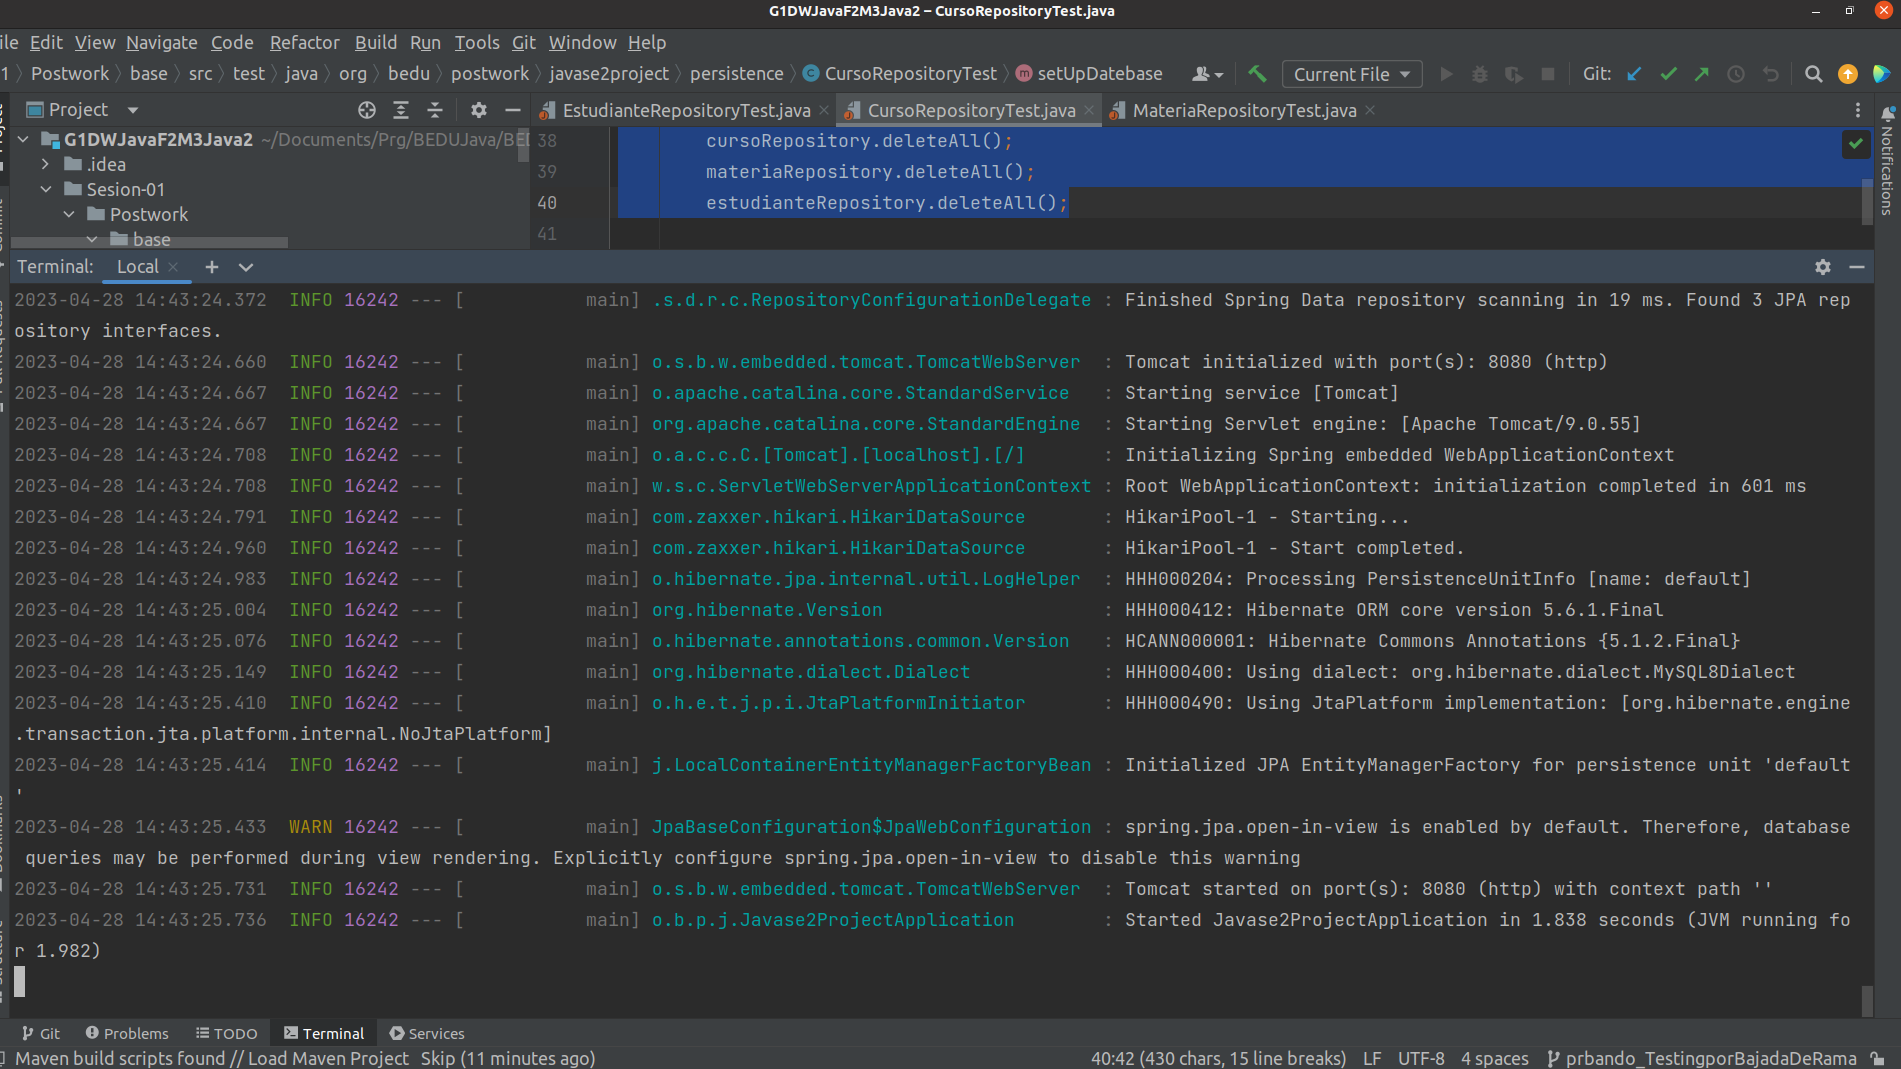 G1DWJavaF2M3Java2 – CursoRepositoryTest.java
ile Edit View Navigate Code Refactor Build Run Tools Git Window Help
1 Postwork base src test java org bedu postwork javase2project persistence CursoRepositoryTest setUpDatebase Current File Git:
Project EstudianteRepositoryTest.java CursoRepositoryTest.java MateriaRepositoryTest.java
G1DWJavaF2M3Java2 ~/Documents/Prg/BEDUJava/BE
.idea
Sesion-01
Postwork
base
38 cursoRepository.deleteAll();
39 materiaRepository.deleteAll();
40 estudianteRepository.deleteAll();
41
Notifications
Terminal: Local
2023-04-28 14:43:24.372  INFO 16242 --- [           main] .s.d.r.c.RepositoryConfigurationDelegate : Finished Spring Data repository scanning in 19 ms. Found 3 JPA rep
ository interfaces.
2023-04-28 14:43:24.660  INFO 16242 --- [           main] o.s.b.w.embedded.tomcat.TomcatWebServer  : Tomcat initialized with port(s): 8080 (http)
2023-04-28 14:43:24.667  INFO 16242 --- [           main] o.apache.catalina.core.StandardService   : Starting service [Tomcat]
2023-04-28 14:43:24.667  INFO 16242 --- [           main] org.apache.catalina.core.StandardEngine  : Starting Servlet engine: [Apache Tomcat/9.0.55]
2023-04-28 14:43:24.708  INFO 16242 --- [           main] o.a.c.c.C.[Tomcat].[localhost].[/]       : Initializing Spring embedded WebApplicationContext
2023-04-28 14:43:24.708  INFO 16242 --- [           main] w.s.c.ServletWebServerApplicationContext : Root WebApplicationContext: initialization completed in 601 ms
2023-04-28 14:43:24.791  INFO 16242 --- [           main] com.zaxxer.hikari.HikariDataSource       : HikariPool-1 - Starting...
2023-04-28 14:43:24.960  INFO 16242 --- [           main] com.zaxxer.hikari.HikariDataSource       : HikariPool-1 - Start completed.
2023-04-28 14:43:24.983  INFO 16242 --- [           main] o.hibernate.jpa.internal.util.LogHelper  : HHH000204: Processing PersistenceUnitInfo [name: default]
2023-04-28 14:43:25.004  INFO 16242 --- [           main] org.hibernate.Version                    : HHH000412: Hibernate ORM core version 5.6.1.Final
2023-04-28 14:43:25.076  INFO 16242 --- [           main] o.hibernate.annotations.common.Version   : HCANN000001: Hibernate Commons Annotations {5.1.2.Final}
2023-04-28 14:43:25.149  INFO 16242 --- [           main] org.hibernate.dialect.Dialect            : HHH000400: Using dialect: org.hibernate.dialect.MySQL8Dialect
2023-04-28 14:43:25.410  INFO 16242 --- [           main] o.h.e.t.j.p.i.JtaPlatformInitiator       : HHH000490: Using JtaPlatform implementation: [org.hibernate.engine
.transaction.jta.platform.internal.NoJtaPlatform]
2023-04-28 14:43:25.414  INFO 16242 --- [           main] j.LocalContainerEntityManagerFactoryBean : Initialized JPA EntityManagerFactory for persistence unit 'default
'
2023-04-28 14:43:25.433  WARN 16242 --- [           main] JpaBaseConfiguration$JpaWebConfiguration : spring.jpa.open-in-view is enabled by default. Therefore, database
 queries may be performed during view rendering. Explicitly configure spring.jpa.open-in-view to disable this warning
2023-04-28 14:43:25.731  INFO 16242 --- [           main] o.s.b.w.embedded.tomcat.TomcatWebServer  : Tomcat started on port(s): 8080 (http) with context path ''
2023-04-28 14:43:25.736  INFO 16242 --- [           main] o.b.p.j.Javase2ProjectApplication        : Started Javase2ProjectApplication in 1.838 seconds (JVM running fo
r 1.982)
Git Problems TODO Terminal Services
Maven build scripts found // Load Maven Project Skip (11 minutes ago) 40:42 (430 chars, 15 line breaks) LF UTF-8 4 spaces prbando_TestingporBajadaDeRama